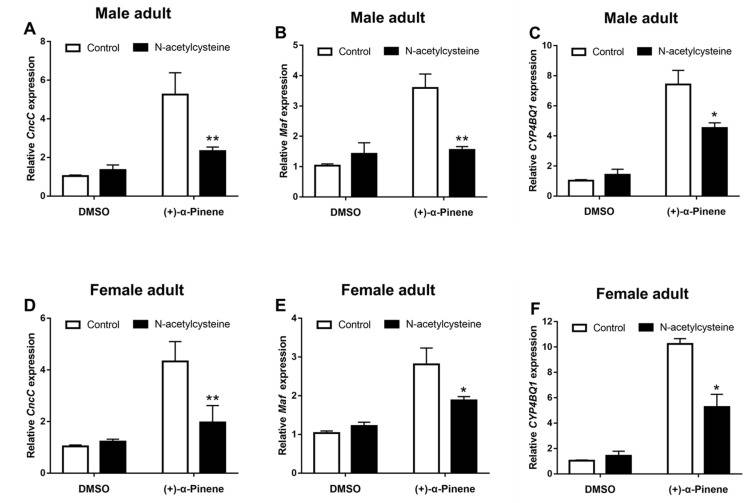 Male adult
A
Control N-acetylcysteine
Relative CncC expression
8
6
4
2
0
**
DMSO (+)-α-Pinene
Male adult
B
Control N-acetylcysteine
Relative Maf expression
5
4
3
2
1
0
**
DMSO (+)-α-Pinene
Male adult
C
Control N-acetylcysteine
Relative CYP4BQ1 expression
10
8
6
4
2
0
*
DMSO (+)-α-Pinene
Female adult
D
Control N-acetylcysteine
Relative CncC expression
6
4
2
0
**
DMSO (+)-α-Pinene
Female adult
E
Control N-acetylcysteine
Relative Maf expression
4
3
2
1
0
*
DMSO (+)-α-Pinene
Female adult
F
Control N-acetylcysteine
Relative CYP4BQ1 expression
12
10
8
6
4
2
0
*
DMSO (+)-α-Pinene